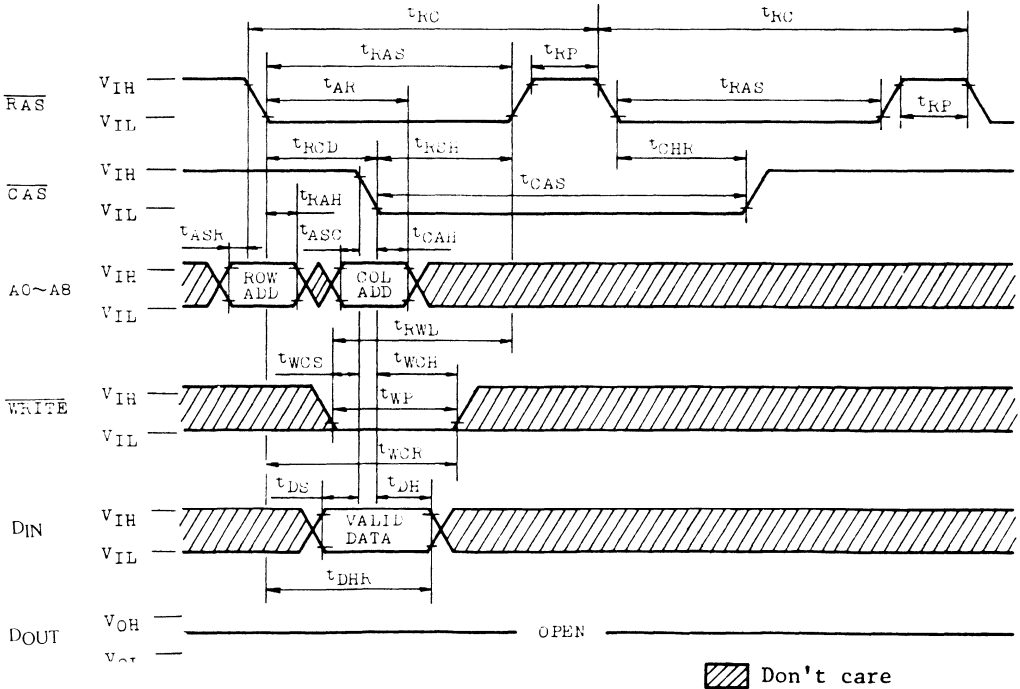 tRC tRC
tRAS tRP
RAS VIH tAR tRAS
VIL tRP
tRCD tRSH tCHR
CAS VIH tCAS
VIL tRAH
tASR tASC tCAH
A0~A8 VIH ROW ADD COL ADD
VIL
tRWL
tWCS tWCH
WRITE VIH tWP
VIL
tWCR
tDS tDH
DIN VIH VALID DATA
VIL
tDHR
DOUT VOH OPEN
VOL
Don't care